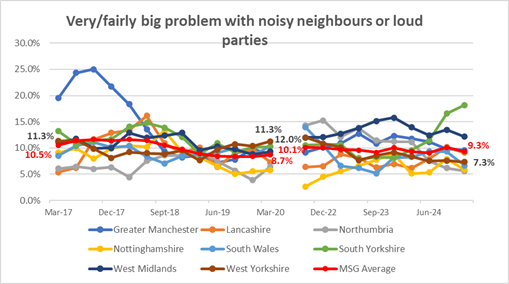 Very/fairly big problem with noisy neighbours or loud
parties
30.0%
25.0%
20.0%
15.0%
10.0%
5.0%
0.0%
11.3%
10.5%
11.3%
12.0%
10.1%
8.7%
9.3%
7.3%
Mar-17 Dec-17 Sept-18 Jun-19 Mar-20 Dec-22 Sep-23 Jun-24
Greater Manchester Lancashire Northumbria
Nottinghamshire South Wales South Yorkshire
West Midlands West Yorkshire MSG Average